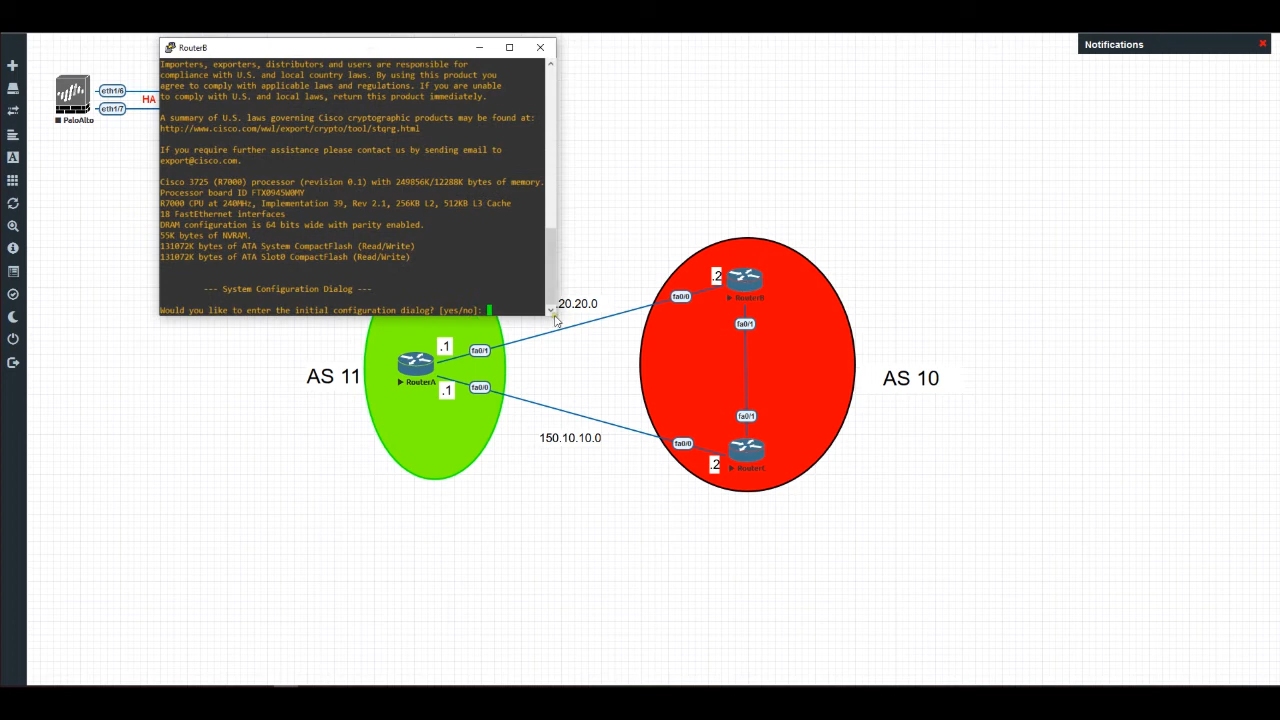 RouterB
Importers, exporters, distributors and users are responsible for
compliance with U.S. and local country laws. By using this product you
agree to comply with applicable laws and regulations. If you are unable
to comply with U.S. and local laws, return this product immediately.
A summary of U.S. laws governing Cisco cryptographic products may be found at:
http://www.cisco.com/wwl/export/crypto/tool/stqrg.html
If you require further assistance please contact us by sending email to
export@cisco.com.
Cisco 3725 (R7000) processor (revision 0.1) with 249856K/12288K bytes of memory.
Processor board ID FTX0945W0MY
R7000 CPU at 240MHz, Implementation 39, Rev 2.1, 256KB L2, 512KB L3 Cache
18 FastEthernet interfaces
DRAM configuration is 64 bits wide with parity enabled.
55K bytes of NVRAM.
131072K bytes of ATA System CompactFlash (Read/Write)
131072K bytes of ATA Slot0 CompactFlash (Read/Write)
--- System Configuration Dialog ---
Would you like to enter the initial configuration dialog? [yes/no]:
Notifications
eth1/6
HA
eth1/7
PaloAlto
.2
fa0/0
RouterB
.20.20.0
fa0/1
.1
fa0/1
AS 11
RouterA
.1
fa0/0
AS 10
fa0/1
150.10.10.0
fa0/0
.2
RouterC